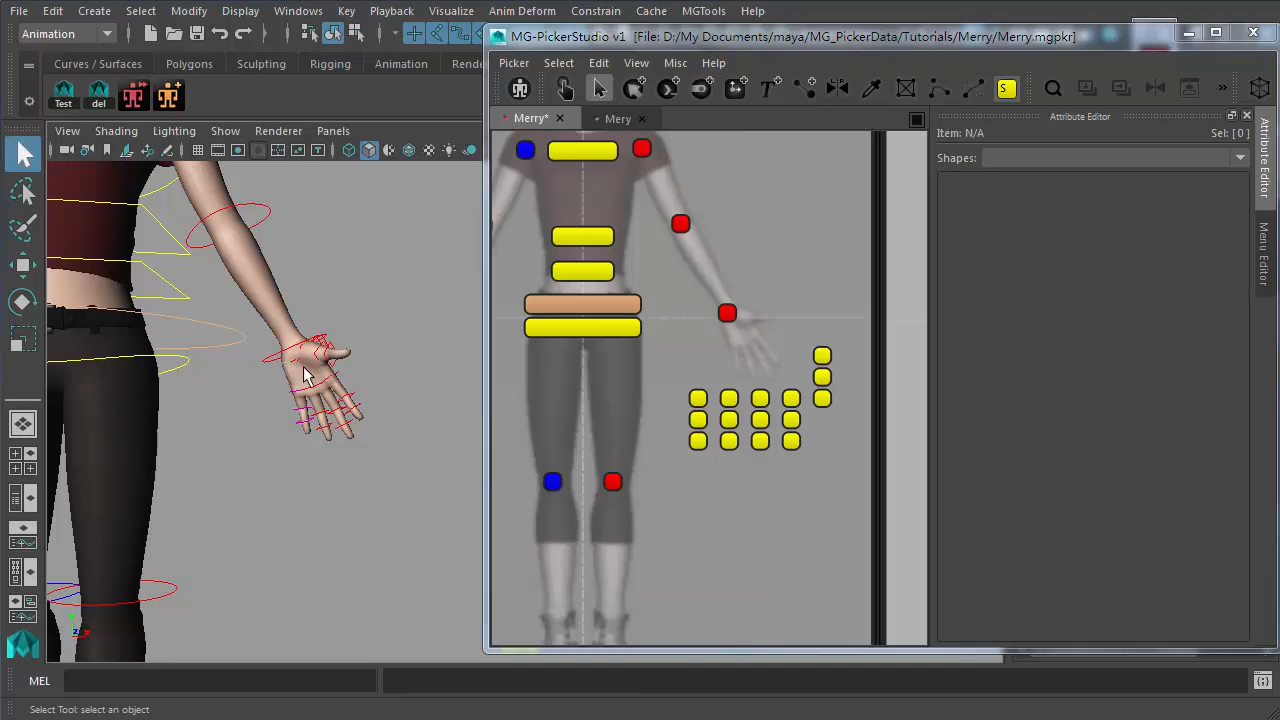 File Edit Create Select Modify Display Windows Key Playback Visualize Anim Deform Constrain Cache MGTools Help
Animation
MG-PickerStudio v1 [File: D:/My Documents/maya/MG_PickerData/Tutorials/Merry/Merry.mgpkr]
Curves / Surfaces Polygons Sculpting Rigging Animation Rende
Picker Select Edit View Misc Help
Test del
S
Merry* Merry
Attribute Editor
View Shading Lighting Show Renderer Panels
Item: N/A Sel: [ 0 ]
Shapes:
Attribute Editor
Menu Editor
MEL
Select Tool: select an object